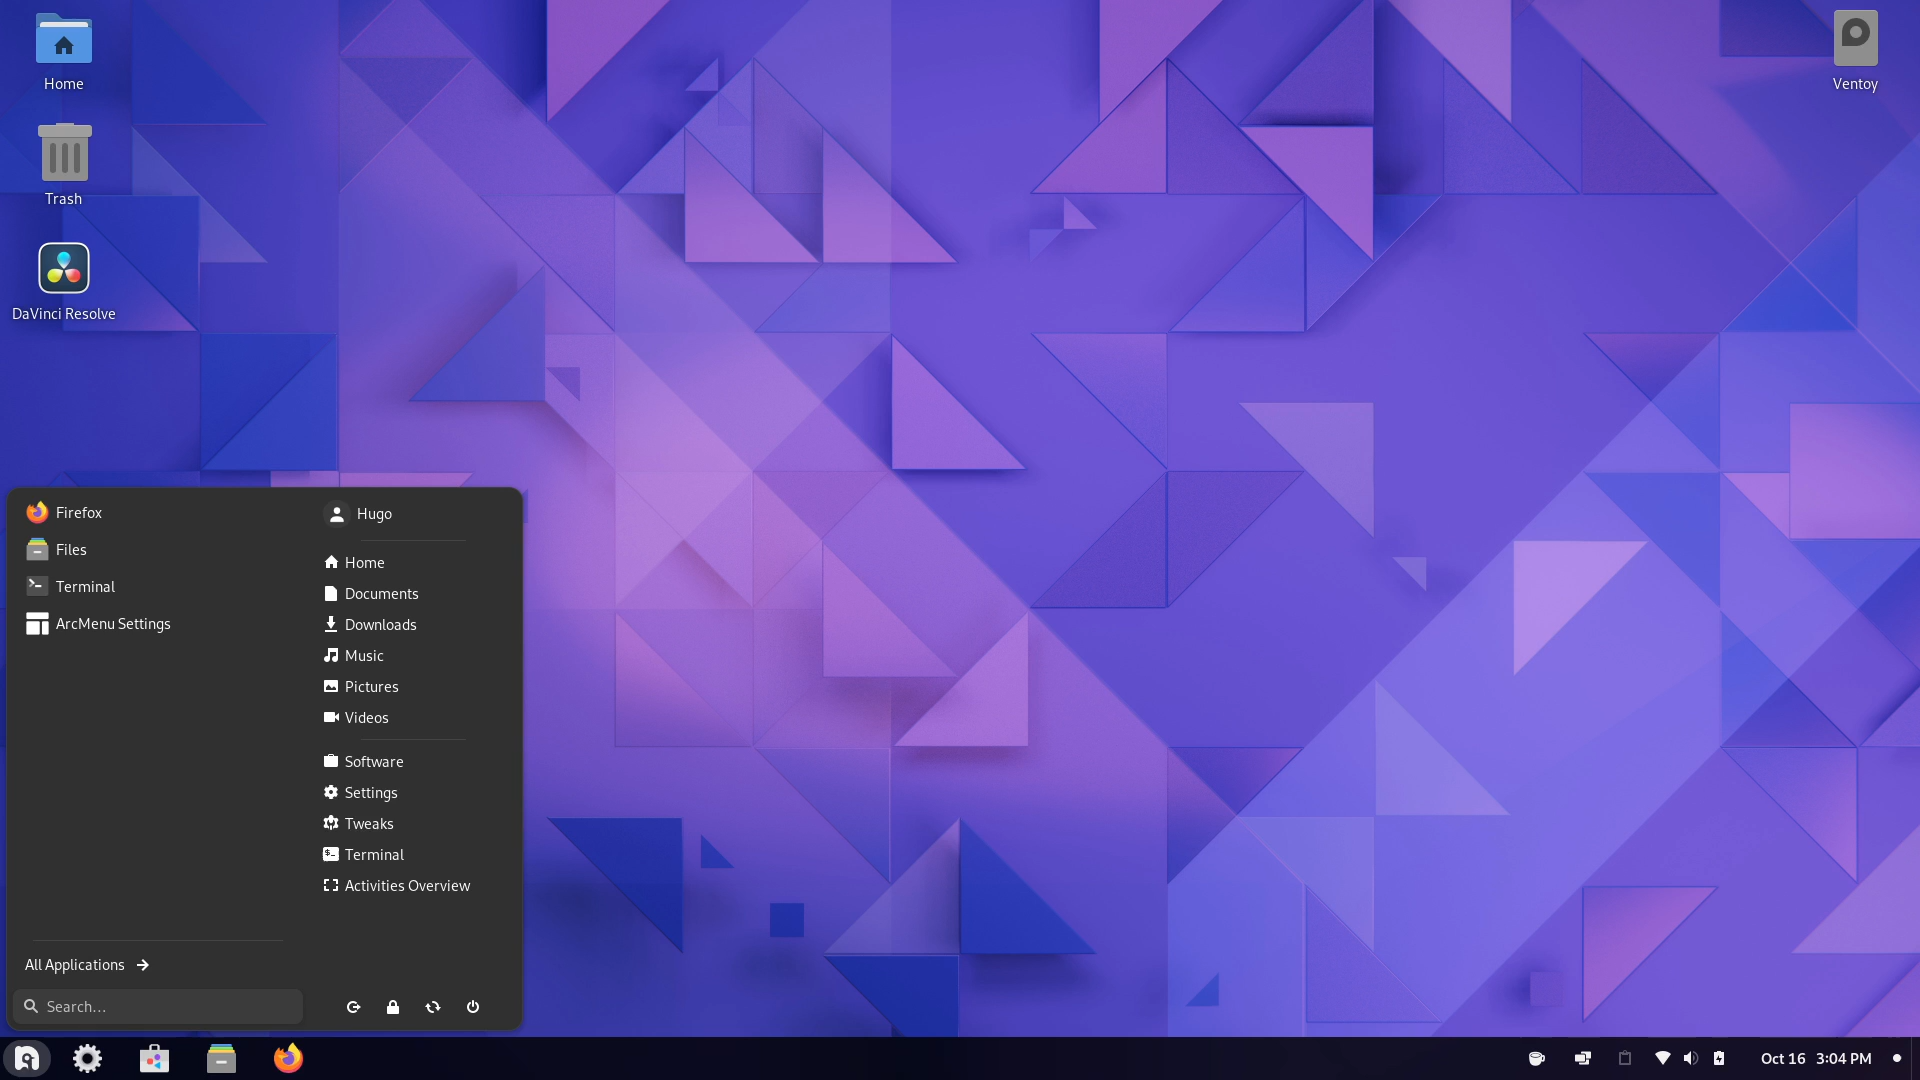 Home
Trash
DaVinci Resolve
Ventoy
Firefox
Files
Terminal
ArcMenu Settings
Hugo
Home
Documents
Downloads
Music
Pictures
Videos
Software
Settings
Tweaks
Terminal
Activities Overview
All Applications
Search…
Oct 16 3:04 PM